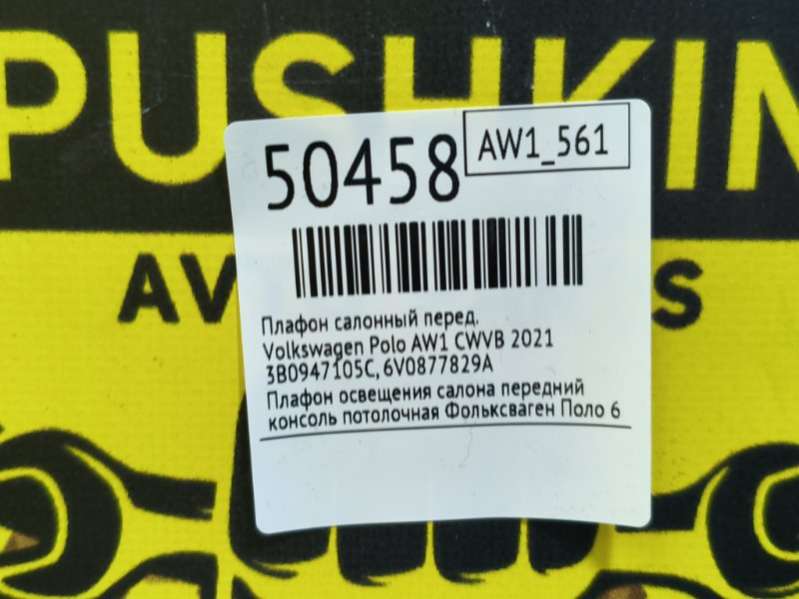 PUSHKIN
AV
S
50458
AW1_561
Плафон салонный перед.
Volkswagen Polo AW1 CWVB 2021
3B0947105C, 6V0877829A
Плафон освещения салона передний
консоль потолочная Фольксваген Поло 6